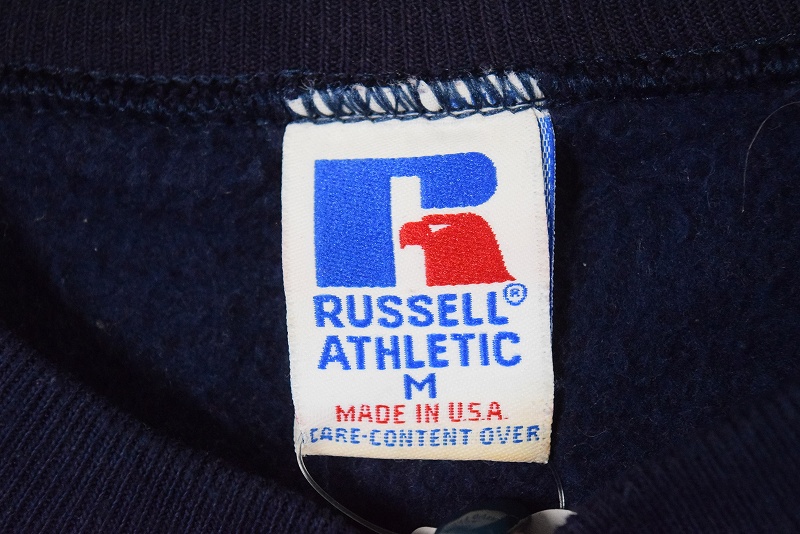 RUSSELL®
ATHLETIC
M
MADE IN U.S.A.
CARE-CONTENT OVER